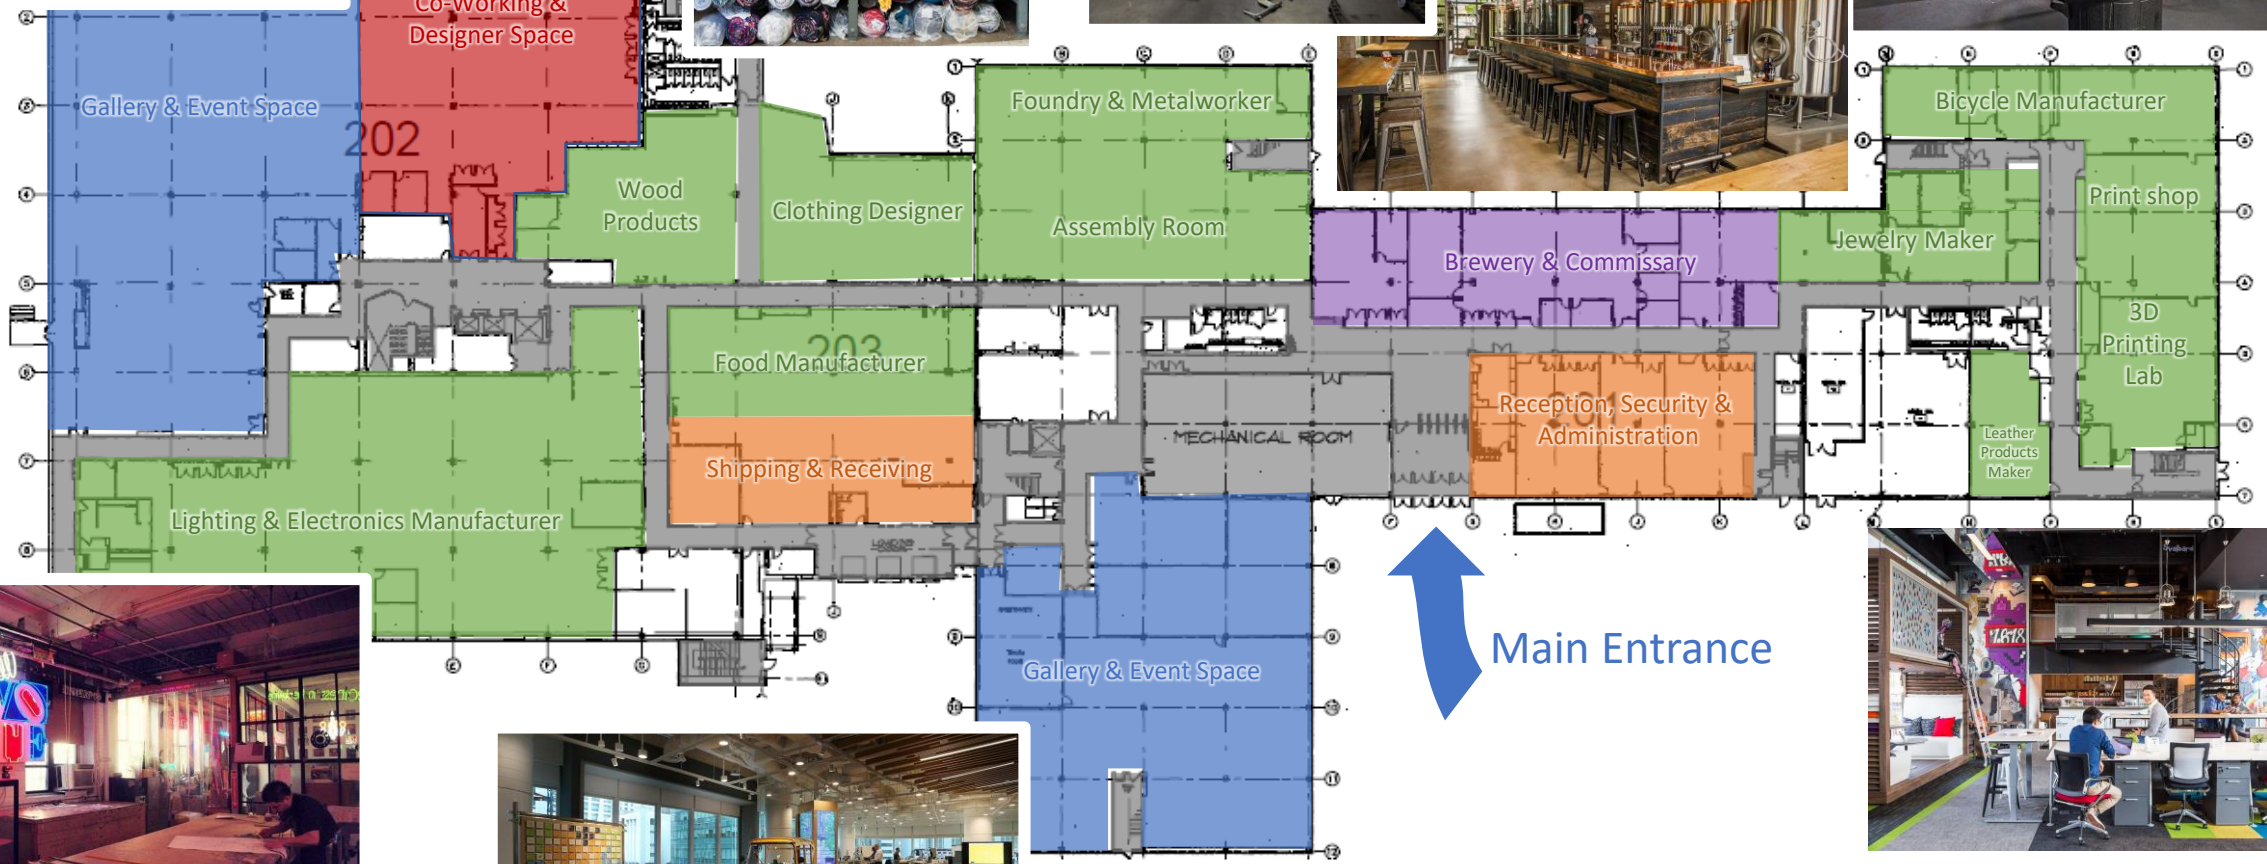 Co-Working &
Designer Space
Gallery & Event Space
202
Wood
Products
Clothing Designer
Foundry & Metalworker
Assembly Room
Bicycle Manufacturer
Print shop
Jewelry Maker
Brewery & Commissary
3D
Printing
Lab
203
Food Manufacturer
Shipping & Receiving
MECHANICAL ROOM
201
Reception, Security &
Administration
Leather
Products
Maker
Lighting & Electronics Manufacturer
Gallery & Event Space
Main Entrance